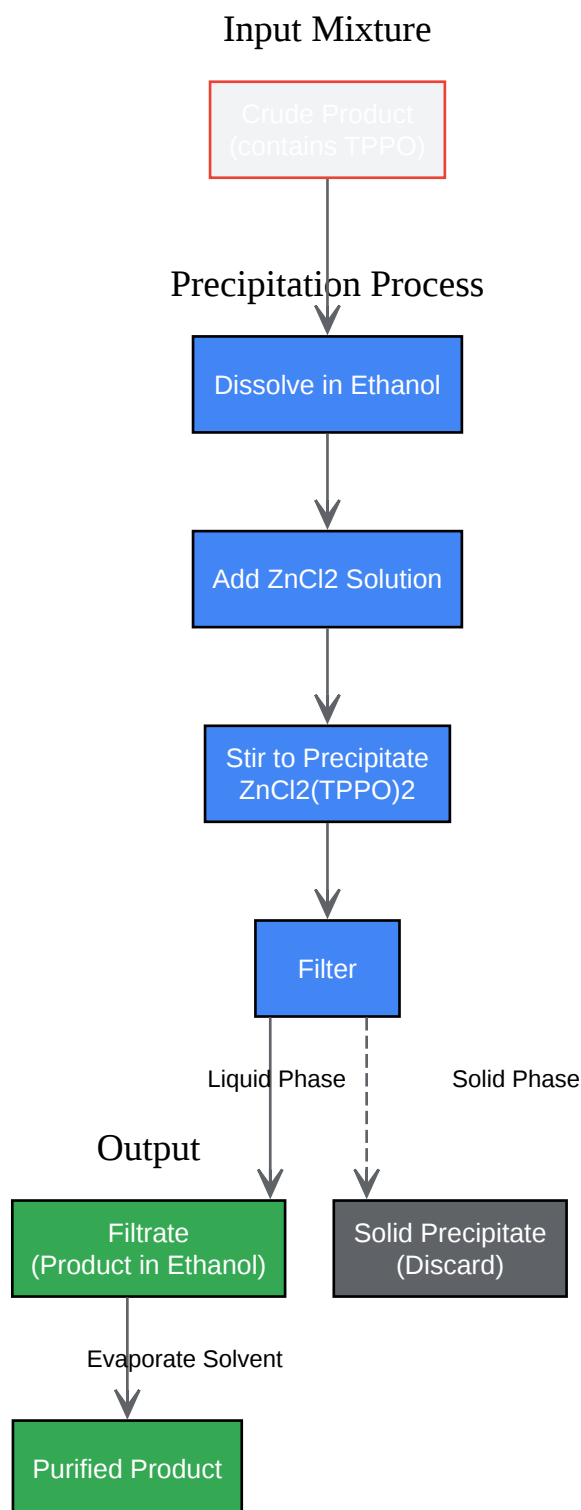 Input Mixture
Crude Product
(contains TPPO)
Precipitation Process
Dissolve in Ethanol
Add ZnCl2 Solution
Stir to Precipitate
ZnCl2(TPPO)2
Filter
Liquid Phase
Solid Phase
Output
Filtrate
(Product in Ethanol)
Solid Precipitate
(Discard)
Evaporate Solvent
Purified Product